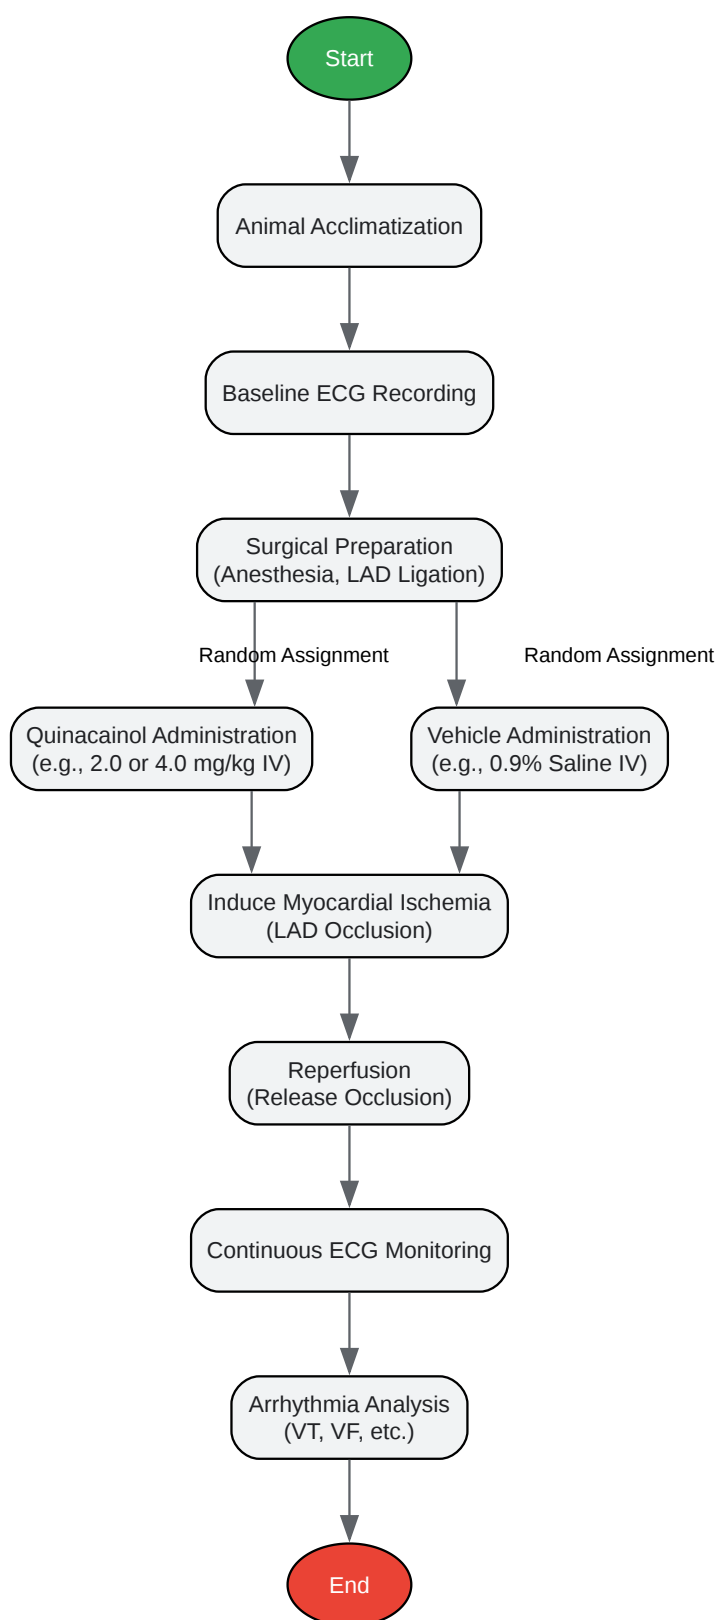 Start
Animal Acclimatization
Baseline ECG Recording
Surgical Preparation
(Anesthesia, LAD Ligation)
Random Assignment
Random Assignment
Quinacainol Administration
(e.g., 2.0 or 4.0 mg/kg IV)
Vehicle Administration
(e.g., 0.9% Saline IV)
Induce Myocardial Ischemia
(LAD Occlusion)
Reperfusion
(Release Occlusion)
Continuous ECG Monitoring
Arrhythmia Analysis
(VT, VF, etc.)
End